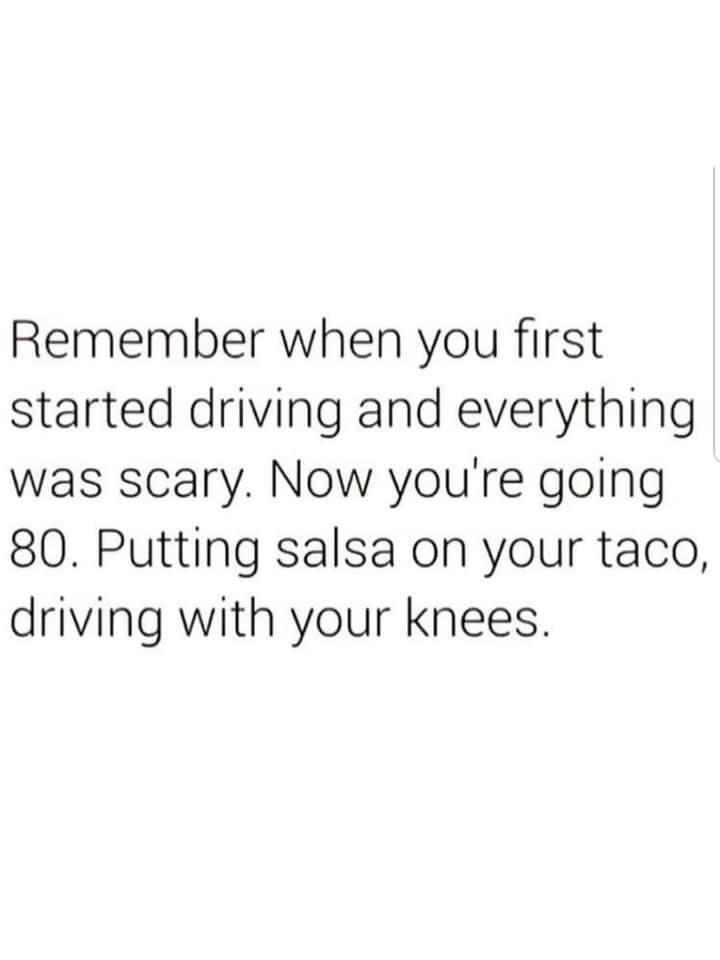 Remember when you first
started driving and everything
was scary. Now you're going
80. Putting salsa on your taco,
driving with your knees.